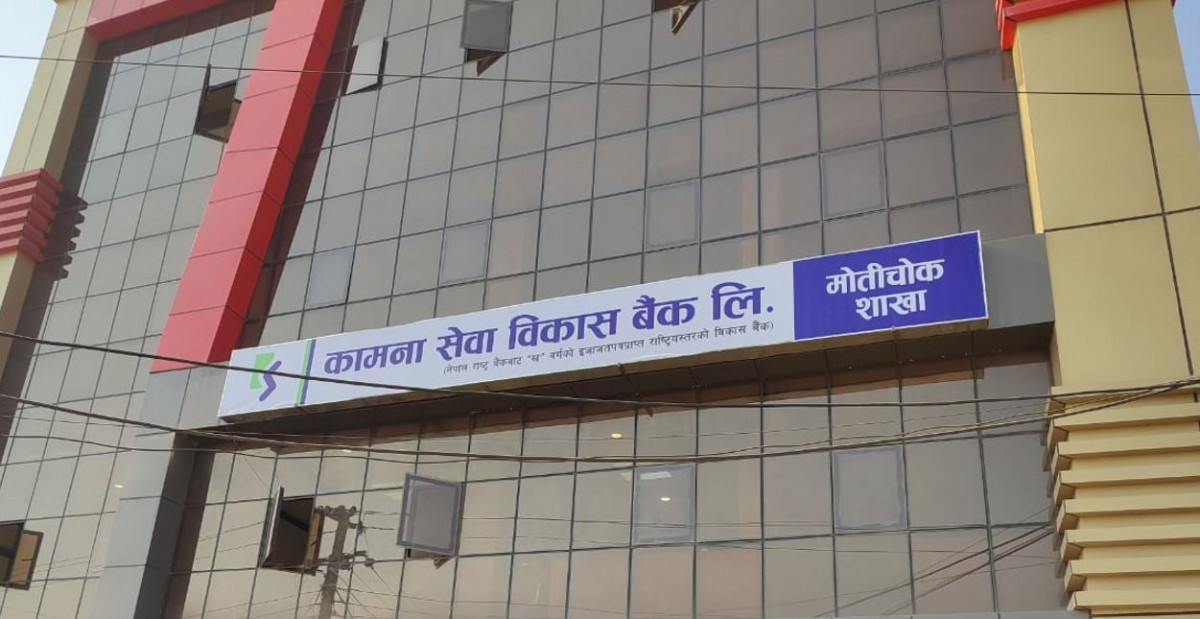 कामना सेवा विकास बैंक लि.
(नेपाल राष्ट्र बैंकबाट "ख" वर्गको इजाजतपत्रप्राप्त राष्ट्रियस्तरको विकास बैंक)
मोतीचोक
शाखा